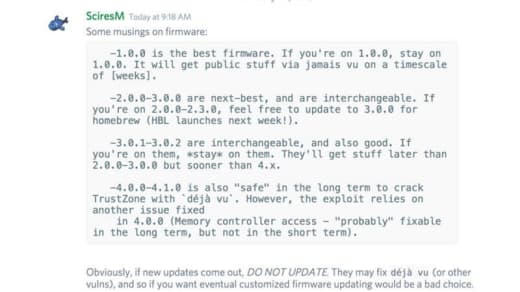 SciresM Today at 9:18 AM
Some musings on firmware:
-1.0.0 is the best firmware. If you're on 1.0.0, stay on
1.0.0. It will get public stuff via jamais vu on a timescale
of [weeks].
-2.0.0-3.0.0 are next-best, and are interchangeable. If
you're on 2.0.0-2.3.0, feel free to update to 3.0.0 for
homebrew (HBL launches next week!).
-3.0.1-3.0.2 are interchangeable, and also good. If
you're on them, *stay* on them. They'll get stuff later than
2.0.0-3.0.0 but sooner than 4.x.
-4.0.0-4.1.0 is also "safe" in the long term to crack
TrustZone with `déjà vu`. However, the exploit relies on
another issue fixed
in 4.0.0 (Memory controller access - "probably" fixable
in the long term, but not in the short term).
Obviously, if new updates come out, DO NOT UPDATE. They may fix déjà vu (or other
vulns), and so if you want eventual customized firmware updating would be a bad choice.